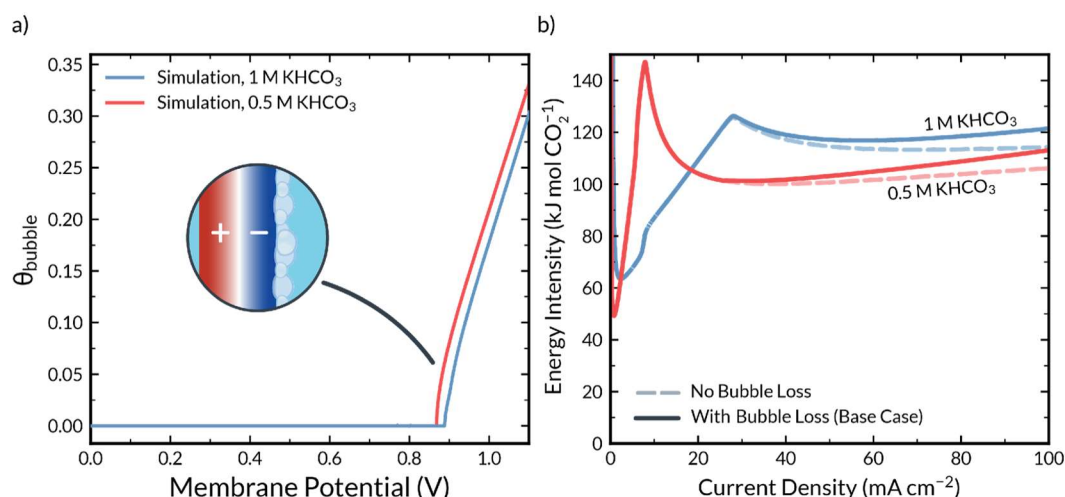 a)
θbubble
0.35
0.30
0.25
0.20
0.15
0.10
0.05
0.00
Simulation, 1 M KHCO₃
Simulation, 0.5 M KHCO₃
+ −
0.0 0.2 0.4 0.6 0.8 1.0
Membrane Potential (V)
b)
Energy Intensity (kJ mol CO₂⁻¹)
140
120
100
80
60
40
20
0
1 M KHCO₃
0.5 M KHCO₃
No Bubble Loss
With Bubble Loss (Base Case)
0 20 40 60 80 100
Current Density (mA cm⁻²)